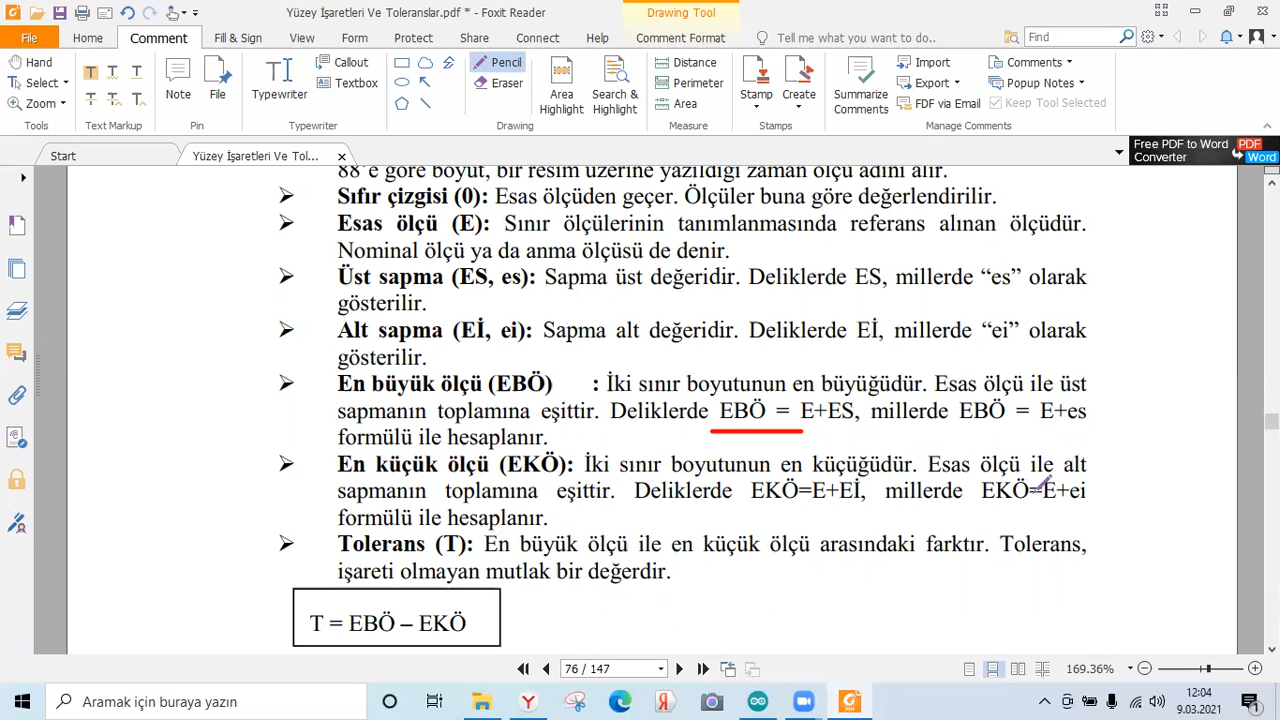 Yüzey İşaretleri Ve Toleranslar.pdf * - Foxit Reader
Drawing Tool
File Home Comment Fill & Sign View Form Protect Share Connect Help Comment Format Tell me what you want to do.. Find
Hand
Select
Zoom
Tools
Text Markup
Note
File
Pin
Typewriter
Callout
Textbox
Typewriter
Pencil
Eraser
Drawing
Area Highlight
Search & Highlight
Distance
Perimeter
Area
Measure
Stamp
Create
Stamps
Summarize Comments
Import
Export
FDF via Email
Comments
Popup Notes
Keep Tool Selected
Manage Comments
Start
Yüzey İşaretleri Ve Tol...
Free PDF to Word Converter
PDF
Word
88'e göre boyut, bir resim üzerine yazıldığı zaman ölçü adını alır.
➢ Sıfır çizgisi (0): Esas ölçüden geçer. Ölçüler buna göre değerlendirilir.
➢ Esas ölçü (E): Sınır ölçülerinin tanımlanmasında referans alınan ölçüdür.
Nominal ölçü ya da anma ölçüsü de denir.
➢ Üst sapma (ES, es): Sapma üst değeridir. Deliklerde ES, millerde “es” olarak
gösterilir.
➢ Alt sapma (Eİ, ei): Sapma alt değeridir. Deliklerde Eİ, millerde “ei” olarak
gösterilir.
➢ En büyük ölçü (EBÖ) : İki sınır boyutunun en büyüğüdür. Esas ölçü ile üst
sapmanın toplamına eşittir. Deliklerde EBÖ = E+ES, millerde EBÖ = E+es
formülü ile hesaplanır.
➢ En küçük ölçü (EKÖ): İki sınır boyutunun en küçüğüdür. Esas ölçü ile alt
sapmanın toplamına eşittir. Deliklerde EKÖ=E+Eİ, millerde EKÖ=E+ei
formülü ile hesaplanır.
➢ Tolerans (T): En büyük ölçü ile en küçük ölçü arasındaki farktır. Tolerans,
işareti olmayan mutlak bir değerdir.
T = EBÖ – EKÖ
76 / 147
169.36%
Aramak için buraya yazın
12:04
9.03.2021